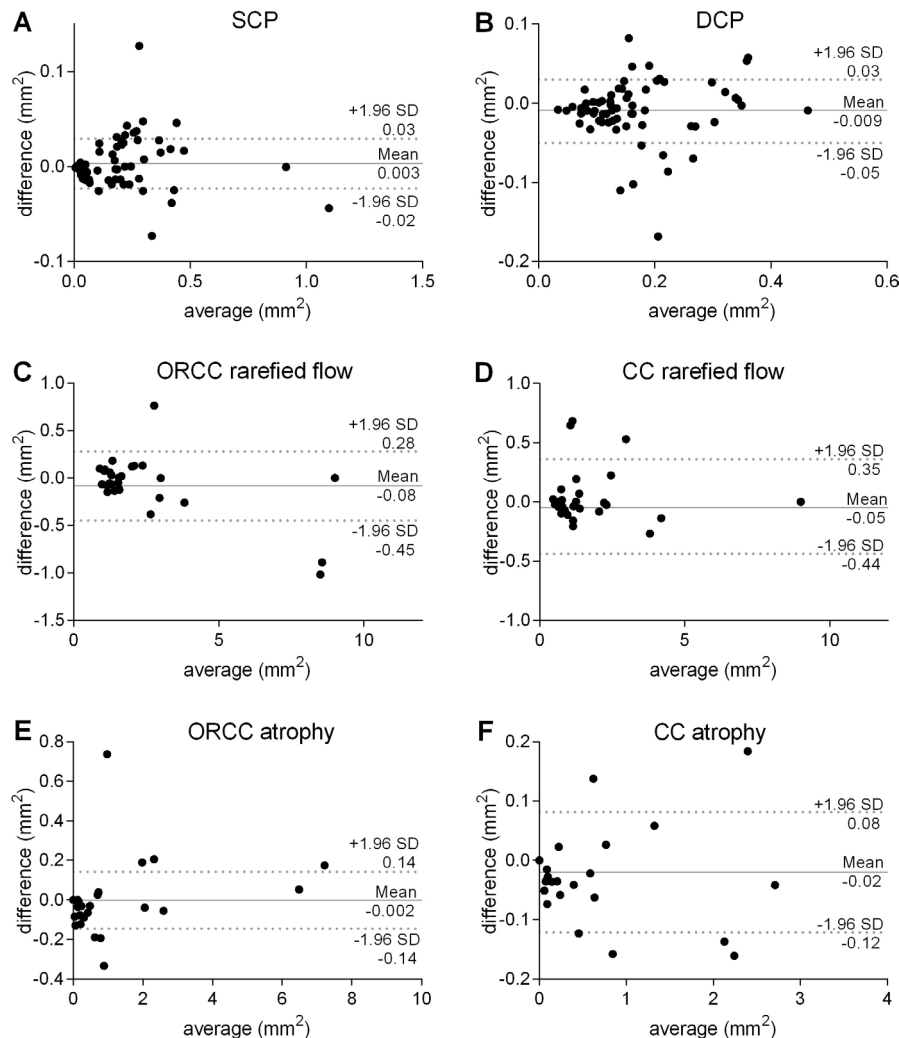 A
SCP
difference (mm²)
0.1
0.0
-0.1
+1.96 SD
0.03
Mean
0.003
-1.96 SD
-0.02
0.0
0.5
1.0
1.5
average (mm²)
B
DCP
difference (mm²)
0.1
0.0
-0.1
-0.2
+1.96 SD
0.03
Mean
-0.009
-1.96 SD
-0.05
0.0
0.2
0.4
0.6
average (mm²)
C
ORCC rarefied flow
difference (mm²)
1.0
0.5
0.0
-0.5
-1.0
-1.5
+1.96 SD
0.28
Mean
-0.08
-1.96 SD
-0.45
0
5
10
average (mm²)
D
CC rarefied flow
difference (mm²)
1.0
0.5
0.0
-0.5
-1.0
+1.96 SD
0.35
Mean
-0.05
-1.96 SD
-0.44
0
5
10
average (mm²)
E
ORCC atrophy
difference (mm²)
0.8
0.6
0.4
0.2
0.0
-0.2
-0.4
+1.96 SD
0.14
Mean
-0.002
-1.96 SD
-0.14
0
2
4
6
8
10
average (mm²)
F
CC atrophy
difference (mm²)
0.2
0.1
0.0
-0.1
-0.2
+1.96 SD
0.08
Mean
-0.02
-1.96 SD
-0.12
0
1
2
3
4
average (mm²)